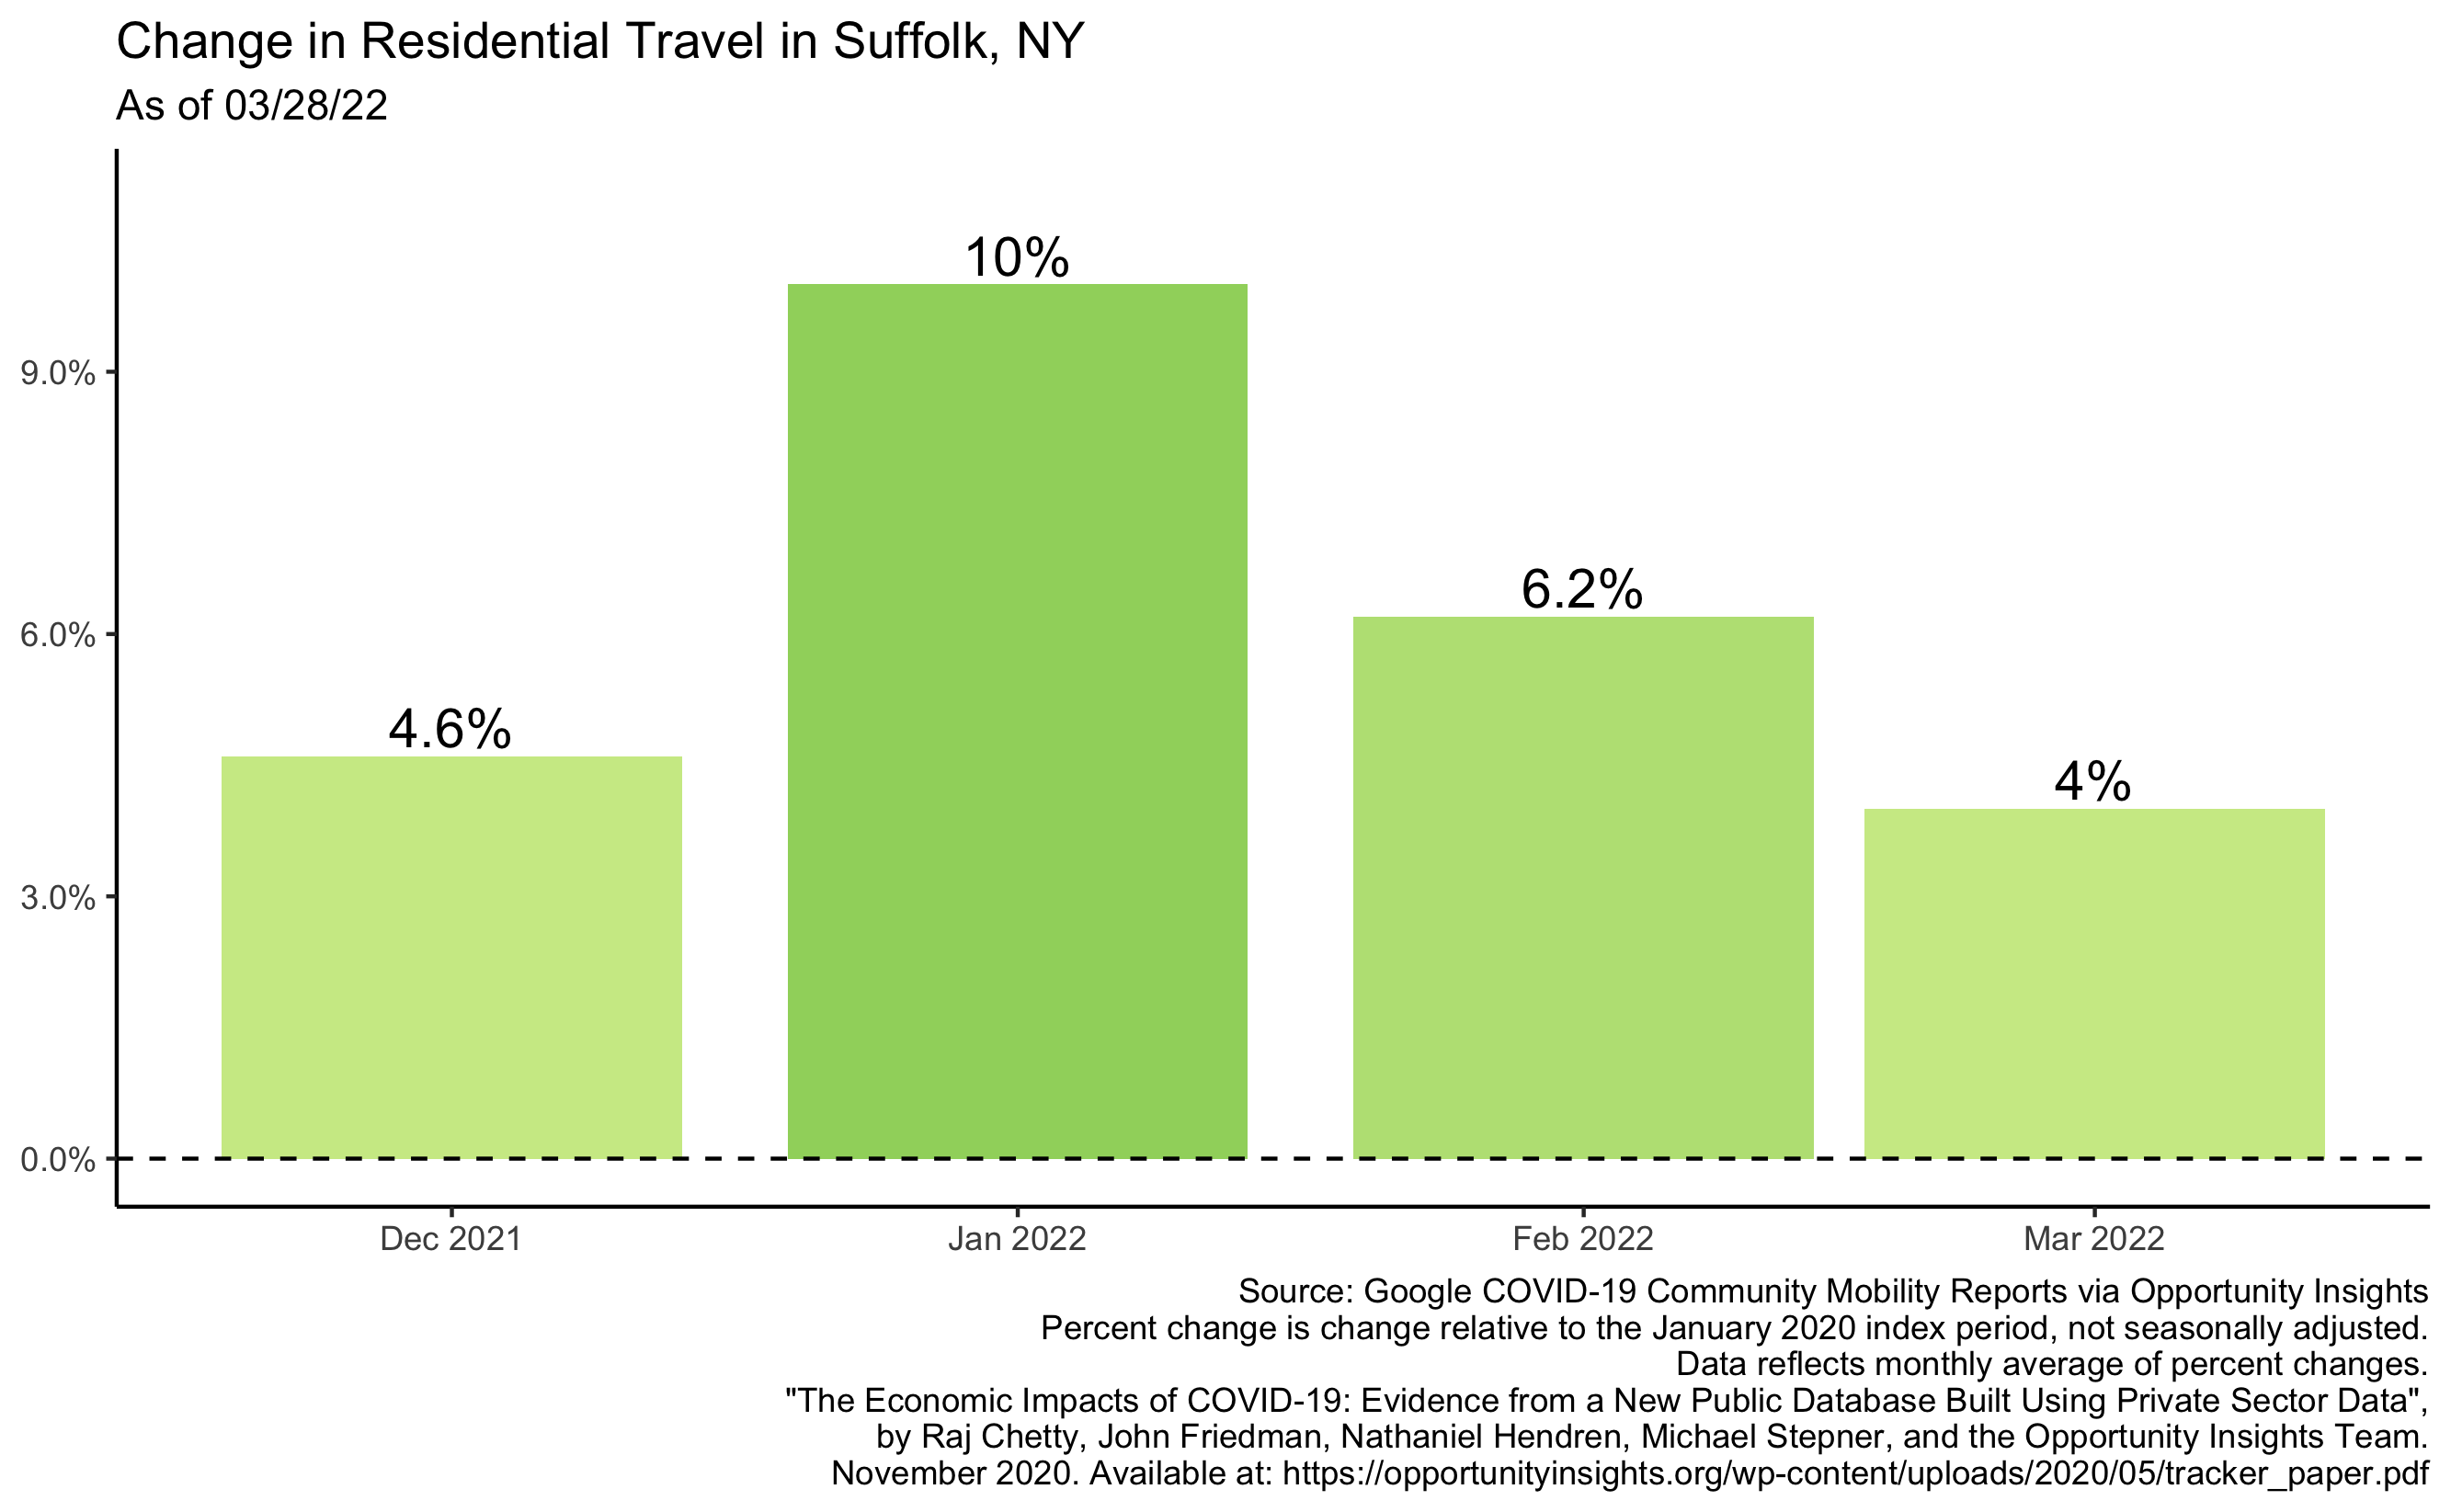 Change in Residential Travel in Suffolk, NY
As of 03/28/22
10%
9.0%
6.2%
6.0%
4.6%
4%
3.0%
0.0%
Dec 2021 Jan 2022 Feb 2022 Mar 2022
Source: Google COVID-19 Community Mobility Reports via Opportunity Insights
Percent change is change relative to the January 2020 index period, not seasonally adjusted.
Data reflects monthly average of percent changes.
"The Economic Impacts of COVID-19: Evidence from a New Public Database Built Using Private Sector Data",
by Raj Chetty, John Friedman, Nathaniel Hendren, Michael Stepner, and the Opportunity Insights Team.
November 2020. Available at: https://opportunityinsights.org/wp-content/uploads/2020/05/tracker_paper.pdf